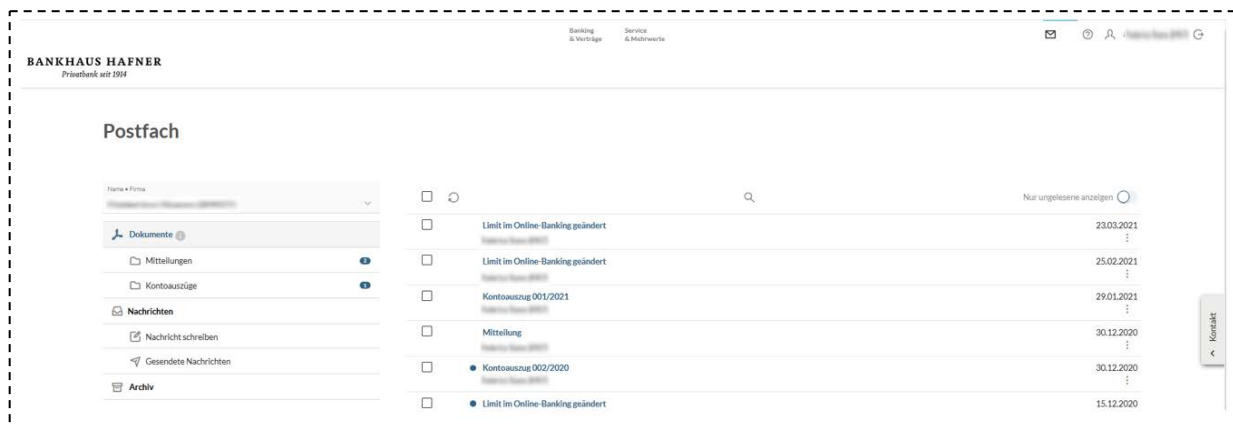 Banking
& Verträge
Service
& Mehrwerte
BANKHAUS HAFNER
Privatbank seit 1914
Postfach
Name • Firma
Nur ungelesene anzeigen
Dokumente
Mitteilungen 2
Kontoauszüge 1
Nachrichten
Nachricht schreiben
Gesendete Nachrichten
Archiv
Limit im Online-Banking geändert 23.03.2021
Limit im Online-Banking geändert 25.02.2021
Kontoauszug 001/2021 29.01.2021
Mitteilung 30.12.2020
Kontoauszug 002/2020 30.12.2020
Limit im Online-Banking geändert 15.12.2020
Kontakt